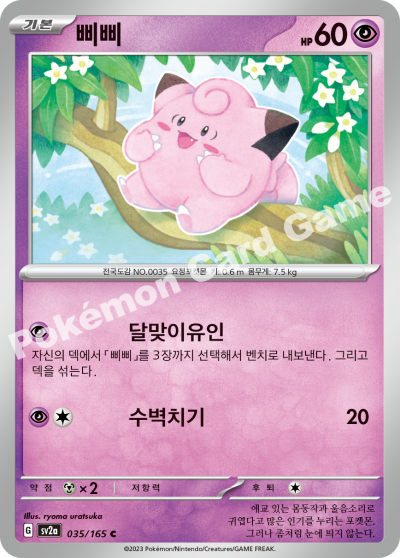 기본 삐삐 HP 60
전국도감 NO.0035 요정포켓몬 키: 0.6 m 몸무게: 7.5 kg
달맞이유인
자신의 덱에서 「삐삐」를 3장까지 선택해서 벤치로 내보낸다. 그리고
덱을 섞는다.
수벽치기 20
약점 ×2 저항력 후퇴
Illus. ryoma uratsuka
G sv2a 035/165 C
애교 있는 몸동작과 울음소리로
귀엽다고 많은 인기를 누리는 포켓몬.
그러나 좀처럼 눈에 띄지 않는다.
©2023 Pokémon/Nintendo/Creatures/GAME FREAK.
Pokémon Card Game